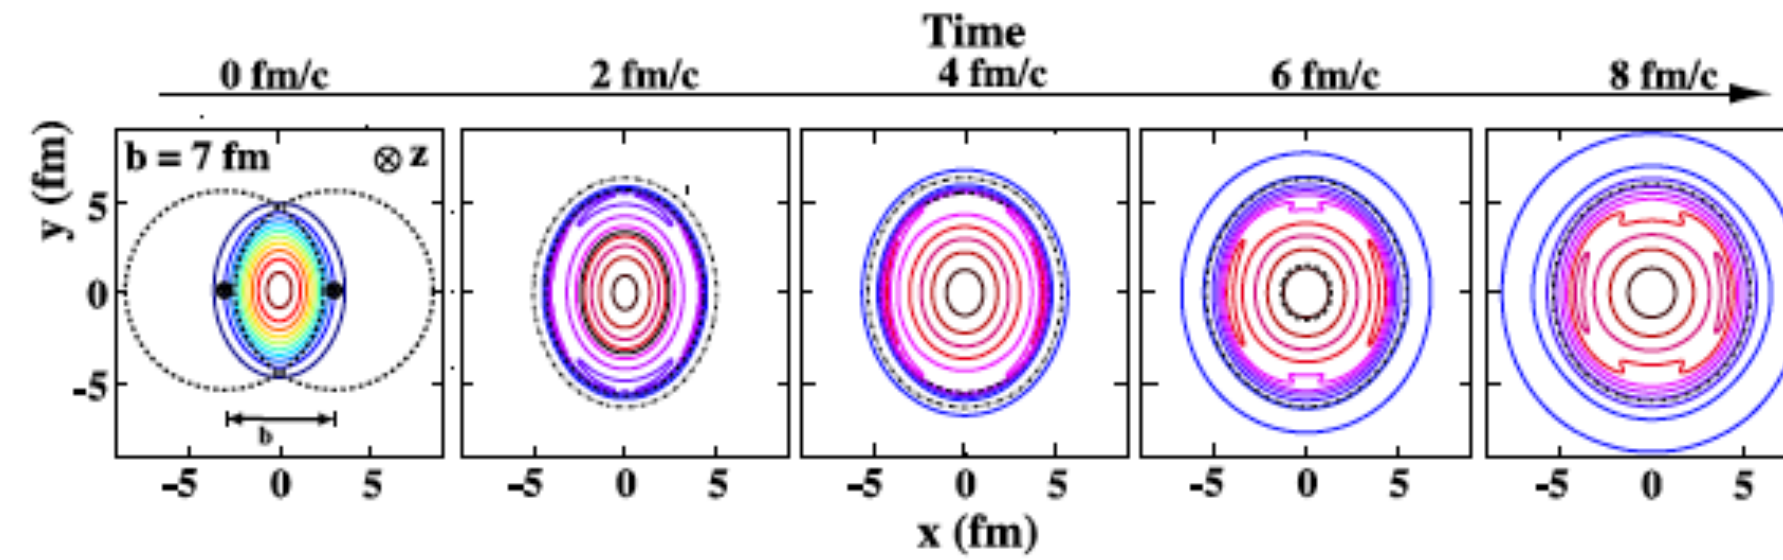 Time
0 fm/c 2 fm/c 4 fm/c 6 fm/c 8 fm/c
b = 7 fm ⊗ z
y (fm)
5
0
-5
b
-5 0 5 -5 0 5 -5 0 5 -5 0 5 -5 0 5
x (fm)